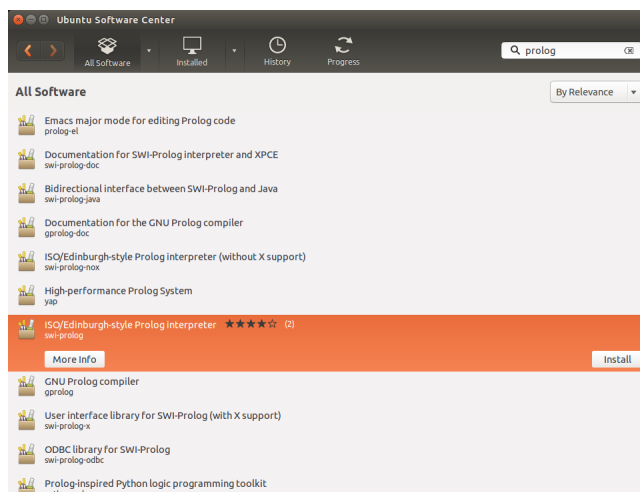 Ubuntu Software Center
All Software
Installed
History
Progress
prolog
All Software
By Relevance
Emacs major mode for editing Prolog code
prolog-el
Documentation for SWI-Prolog interpreter and XPCE
swi-prolog-doc
Bidirectional interface between SWI-Prolog and Java
swi-prolog-java
Documentation for the GNU Prolog compiler
gprolog-doc
ISO/Edinburgh-style Prolog interpreter (without X support)
swi-prolog-nox
High-performance Prolog System
yap
ISO/Edinburgh-style Prolog interpreter ★★★★☆ (2)
swi-prolog
More Info
Install
GNU Prolog compiler
gprolog
User interface library for SWI-Prolog (with X support)
swi-prolog-x
ODBC library for SWI-Prolog
swi-prolog-odbc
Prolog-inspired Python logic programming toolkit